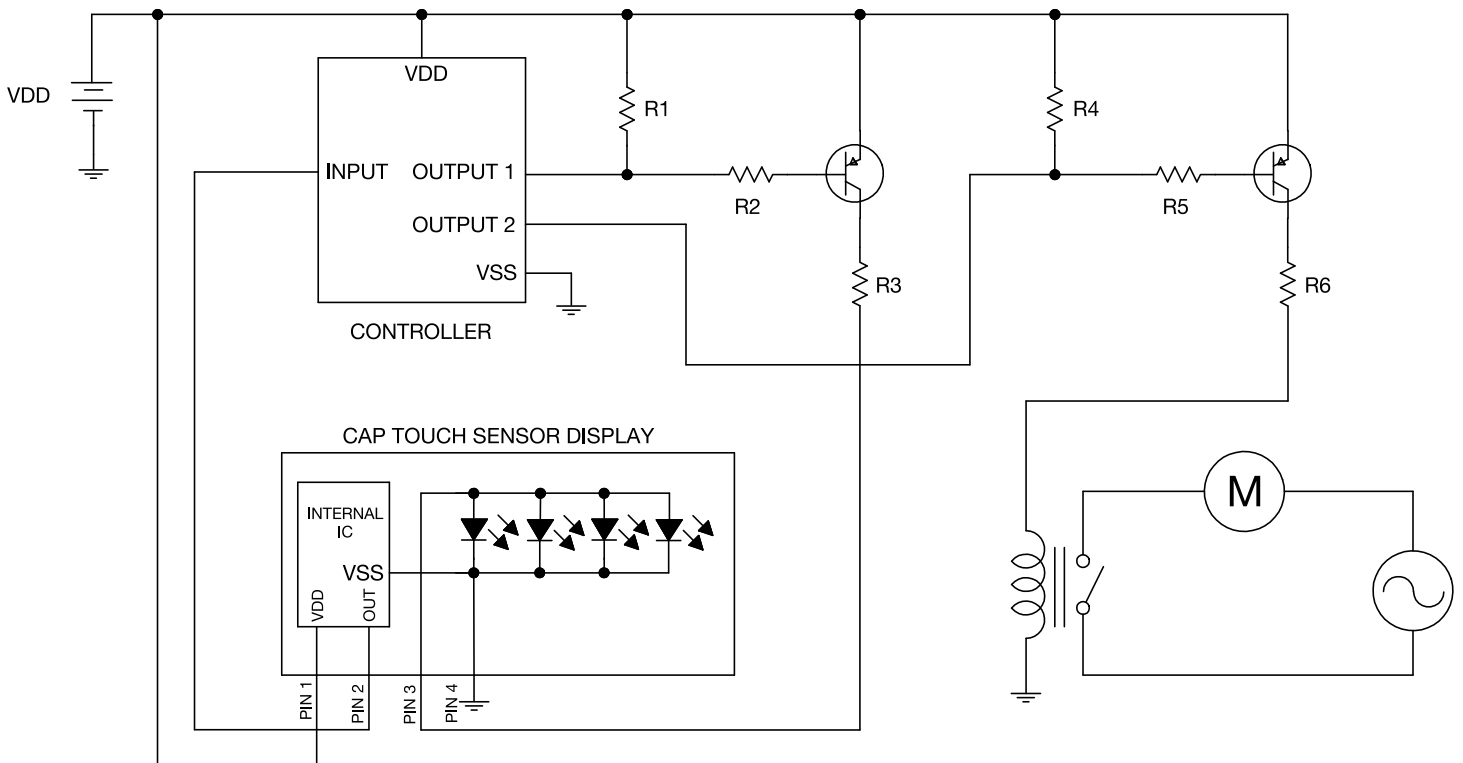 VDD
VDD
R1
R4
INPUT
OUTPUT 1
R2
R5
OUTPUT 2
VSS
R3
R6
CONTROLLER
CAP TOUCH SENSOR DISPLAY
INTERNAL
IC
VSS
VDD
OUT
M
PIN 1
PIN 2
PIN 3
PIN 4